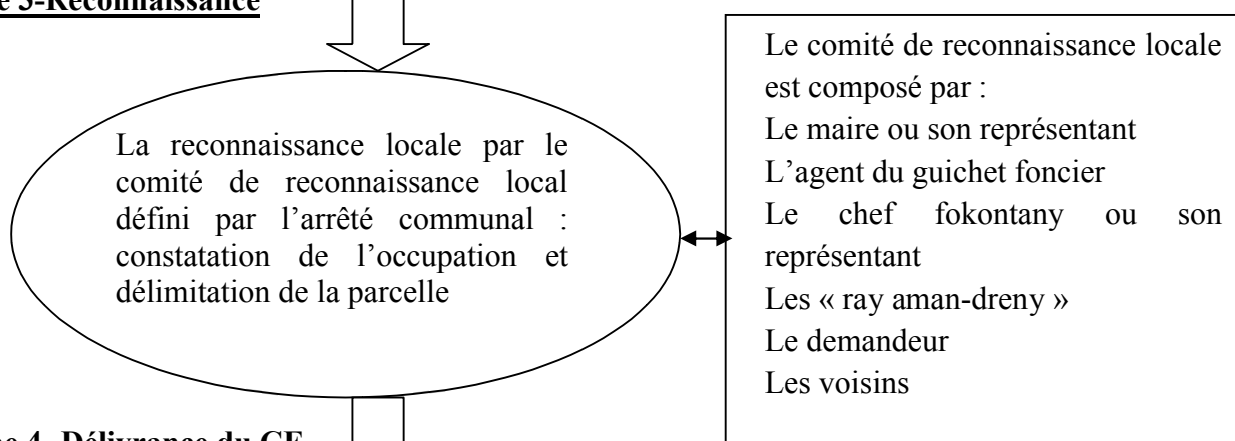 e 3-Reconnaissance
La reconnaissance locale par le
comité de reconnaissance local
défini par l’arrêté communal :
constatation de l’occupation et
délimitation de la parcelle
Le comité de reconnaissance locale
est composé par :
Le maire ou son représentant
L’agent du guichet foncier
Le chef fokontany ou son
représentant
Les « ray aman-dreny »
Le demandeur
Les voisins
e 4- Délivrance du CF